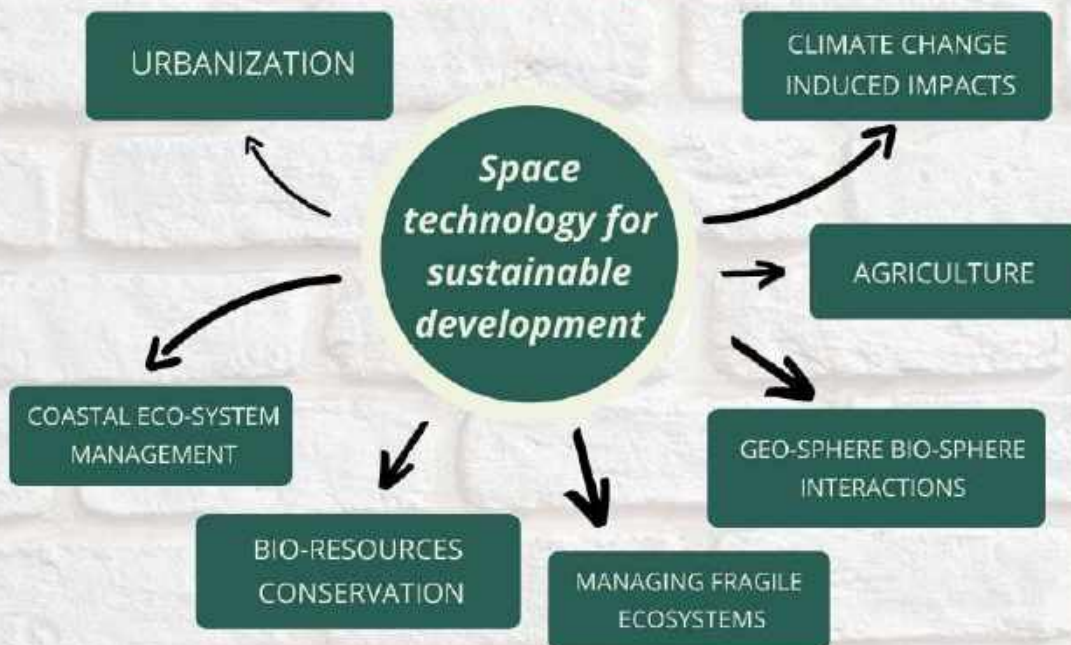 URBANIZATION
CLIMATE CHANGE
INDUCED IMPACTS
Space
technology for
sustainable
development
AGRICULTURE
COASTAL ECO-SYSTEM
MANAGEMENT
GEO-SPHERE BIO-SPHERE
INTERACTIONS
BIO-RESOURCES
CONSERVATION
MANAGING FRAGILE
ECOSYSTEMS